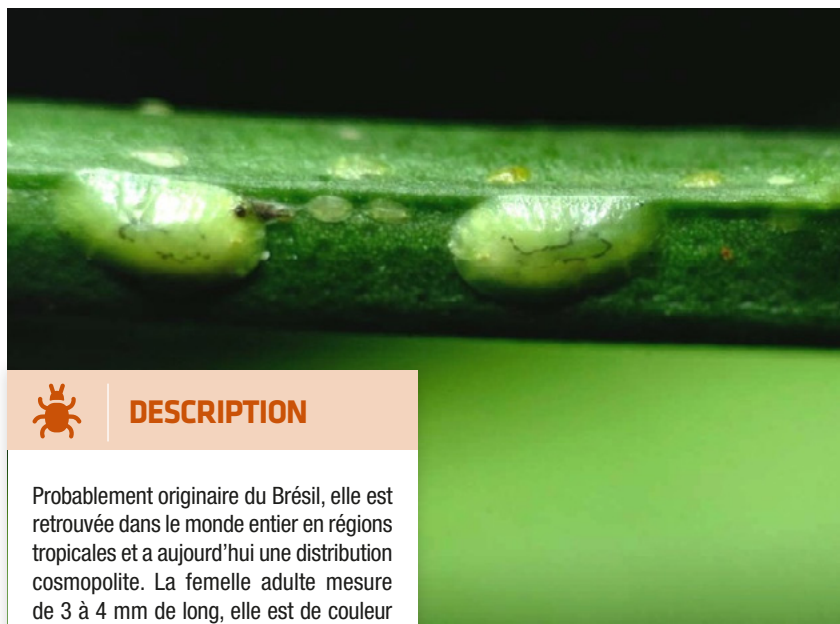 DESCRIPTION
Probablement originaire du Brésil, elle est
retrouvée dans le monde entier en régions
tropicales et a aujourd'hui une distribution
cosmopolite. La femelle adulte mesure
de 3 à 4 mm de long, elle est de couleur